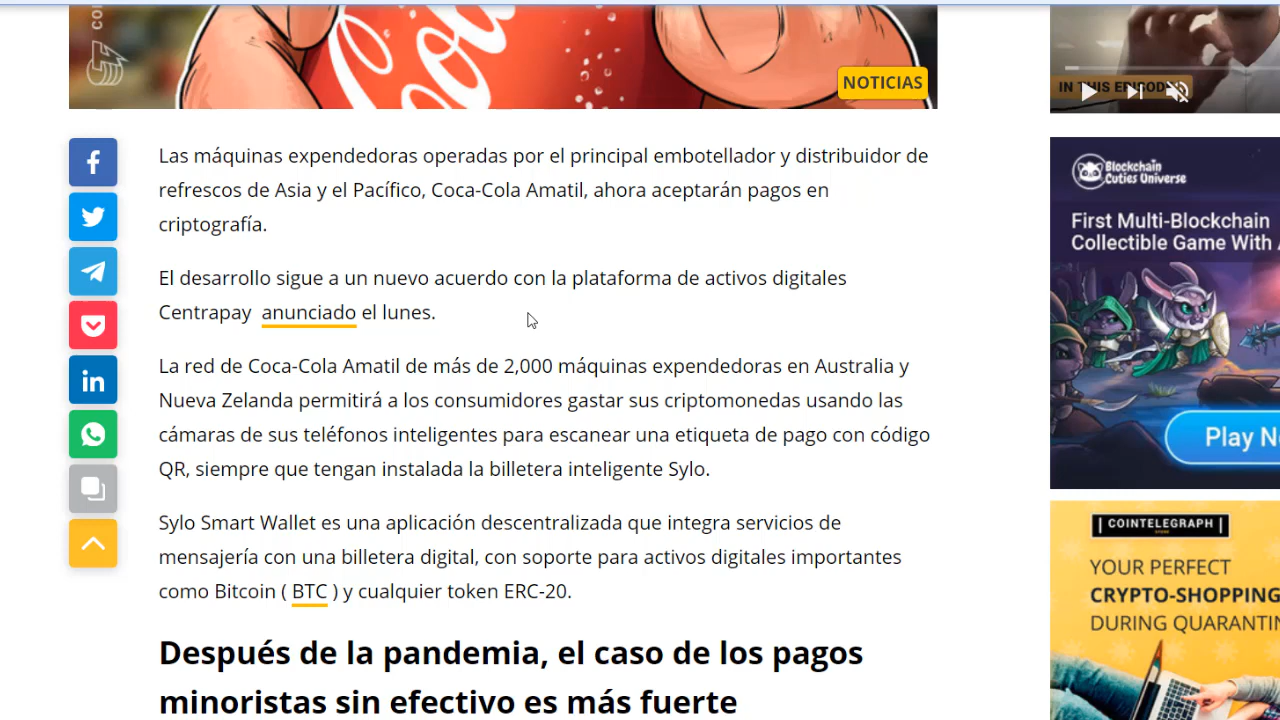 CO
Coca
NOTICIAS
Las máquinas expendedoras operadas por el principal embotellador y distribuidor de
refrescos de Asia y el Pacífico, Coca-Cola Amatil, ahora aceptarán pagos en
criptografía.
El desarrollo sigue a un nuevo acuerdo con la plataforma de activos digitales
Centrapay anunciado el lunes.
La red de Coca-Cola Amatil de más de 2,000 máquinas expendedoras en Australia y
Nueva Zelanda permitirá a los consumidores gastar sus criptomonedas usando las
cámaras de sus teléfonos inteligentes para escanear una etiqueta de pago con código
QR, siempre que tengan instalada la billetera inteligente Sylo.
Sylo Smart Wallet es una aplicación descentralizada que integra servicios de
mensajería con una billetera digital, con soporte para activos digitales importantes
como Bitcoin ( BTC ) y cualquier token ERC-20.
Después de la pandemia, el caso de los pagos
minoristas sin efectivo es más fuerte
IN THIS EPISOD
Blockchain
Cuties Universe
First Multi-Blockchain
Collectible Game With
Play N
| COINTELEGRAPH |
YOUR PERFECT
CRYPTO-SHOPPING
DURING QUARANTIN